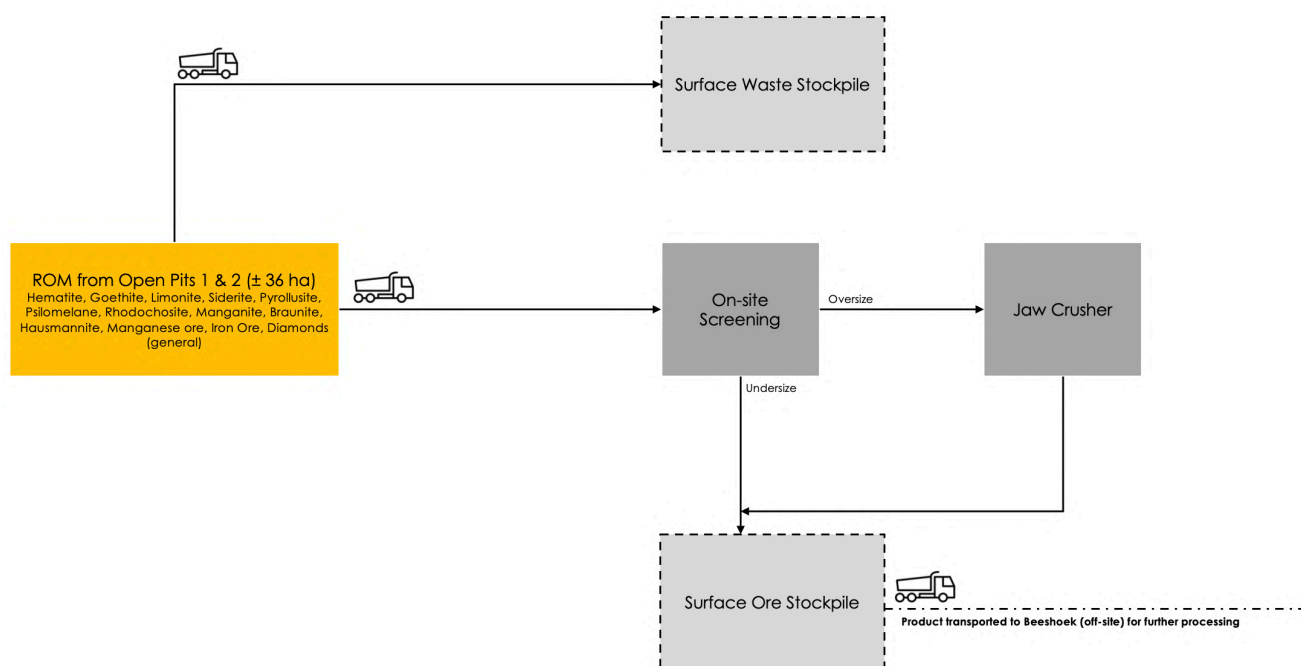 Surface Waste Stockpile
ROM from Open Pits 1 & 2 (± 36 ha)
Hematite, Goethite, Limonite, Siderite, Pyrollusite,
Psilomelane, Rhodochosite, Manganite, Braunite,
Hausmannite, Manganese ore, Iron Ore, Diamonds
(general)
On-site
Screening
Oversize
Jaw Crusher
Undersize
Surface Ore Stockpile
Product transported to Beeshoek (off-site) for further processing